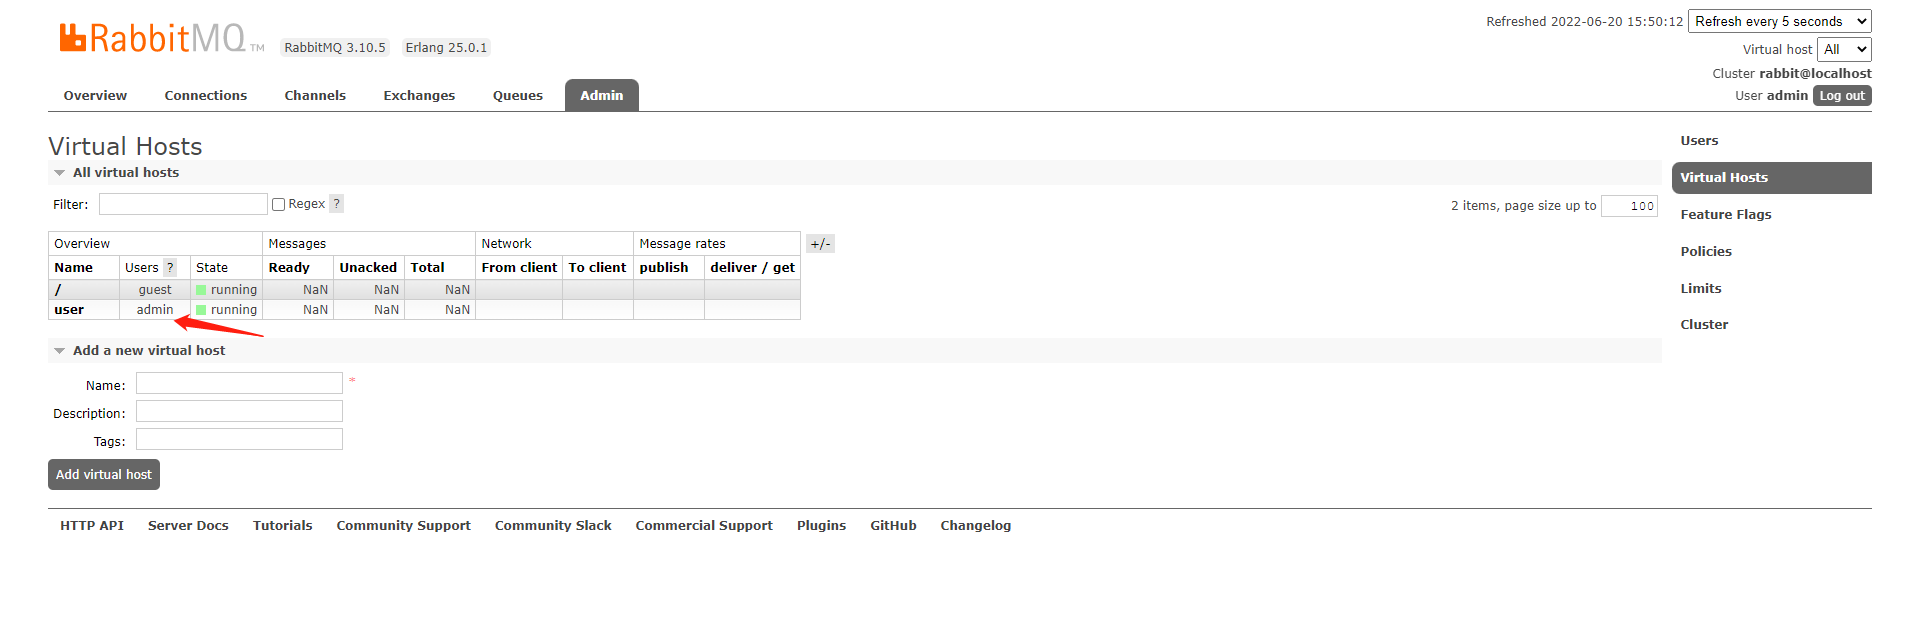 RabbitMQ TM RabbitMQ 3.10.5 Erlang 25.0.1
Refreshed 2022-06-20 15:50:12 Refresh every 5 seconds
Virtual host All
Cluster rabbit@localhost
User admin Log out
Overview Connections Channels Exchanges Queues Admin
Virtual Hosts
All virtual hosts
Filter: Regex ?
2 items, page size up to 100
Overview Messages Network Message rates +/-
Name Users ? State Ready Unacked Total From client To client publish deliver / get
/ guest running NaN NaN NaN
user admin running NaN NaN NaN
Add a new virtual host
Name: *
Description:
Tags:
Add virtual host
Users
Virtual Hosts
Feature Flags
Policies
Limits
Cluster
HTTP API Server Docs Tutorials Community Support Community Slack Commercial Support Plugins GitHub Changelog